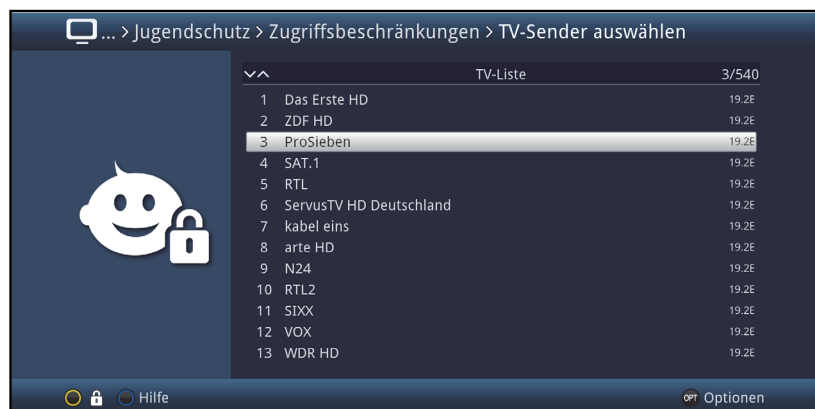 ... > Jugendschutz > Zugriffsbeschränkungen > TV-Sender auswählen
TV-Liste 3/540
1 Das Erste HD 19.2E
2 ZDF HD 19.2E
3 ProSieben 19.2E
4 SAT.1 19.2E
5 RTL 19.2E
6 ServusTV HD Deutschland 19.2E
7 kabel eins 19.2E
8 arte HD 19.2E
9 N24 19.2E
10 RTL2 19.2E
11 SIXX 19.2E
12 VOX 19.2E
13 WDR HD 19.2E
Hilfe OPT Optionen